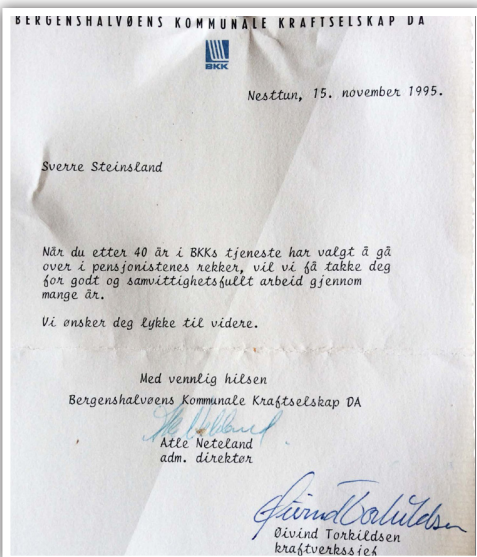 BERGENSHALVØENS KOMMUNALE KRAFTSELSKAP DA
BKK
Nesttun, 15. november 1995.
Sverre Steinsland
Når du etter 40 år i BKKs tjeneste har valgt å gå
over i pensjonistenes rekker, vil vi få takke deg
for godt og samvittighetsfullt arbeid gjennom
mange år.
Vi ønsker deg lykke til videre.
Med vennlig hilsen
Bergenshalvøens Kommunale Kraftselskap DA
Atle Neteland
adm. direktør
Øivind Torkildsen
Øivind Torkildsen
kraftverkssjef